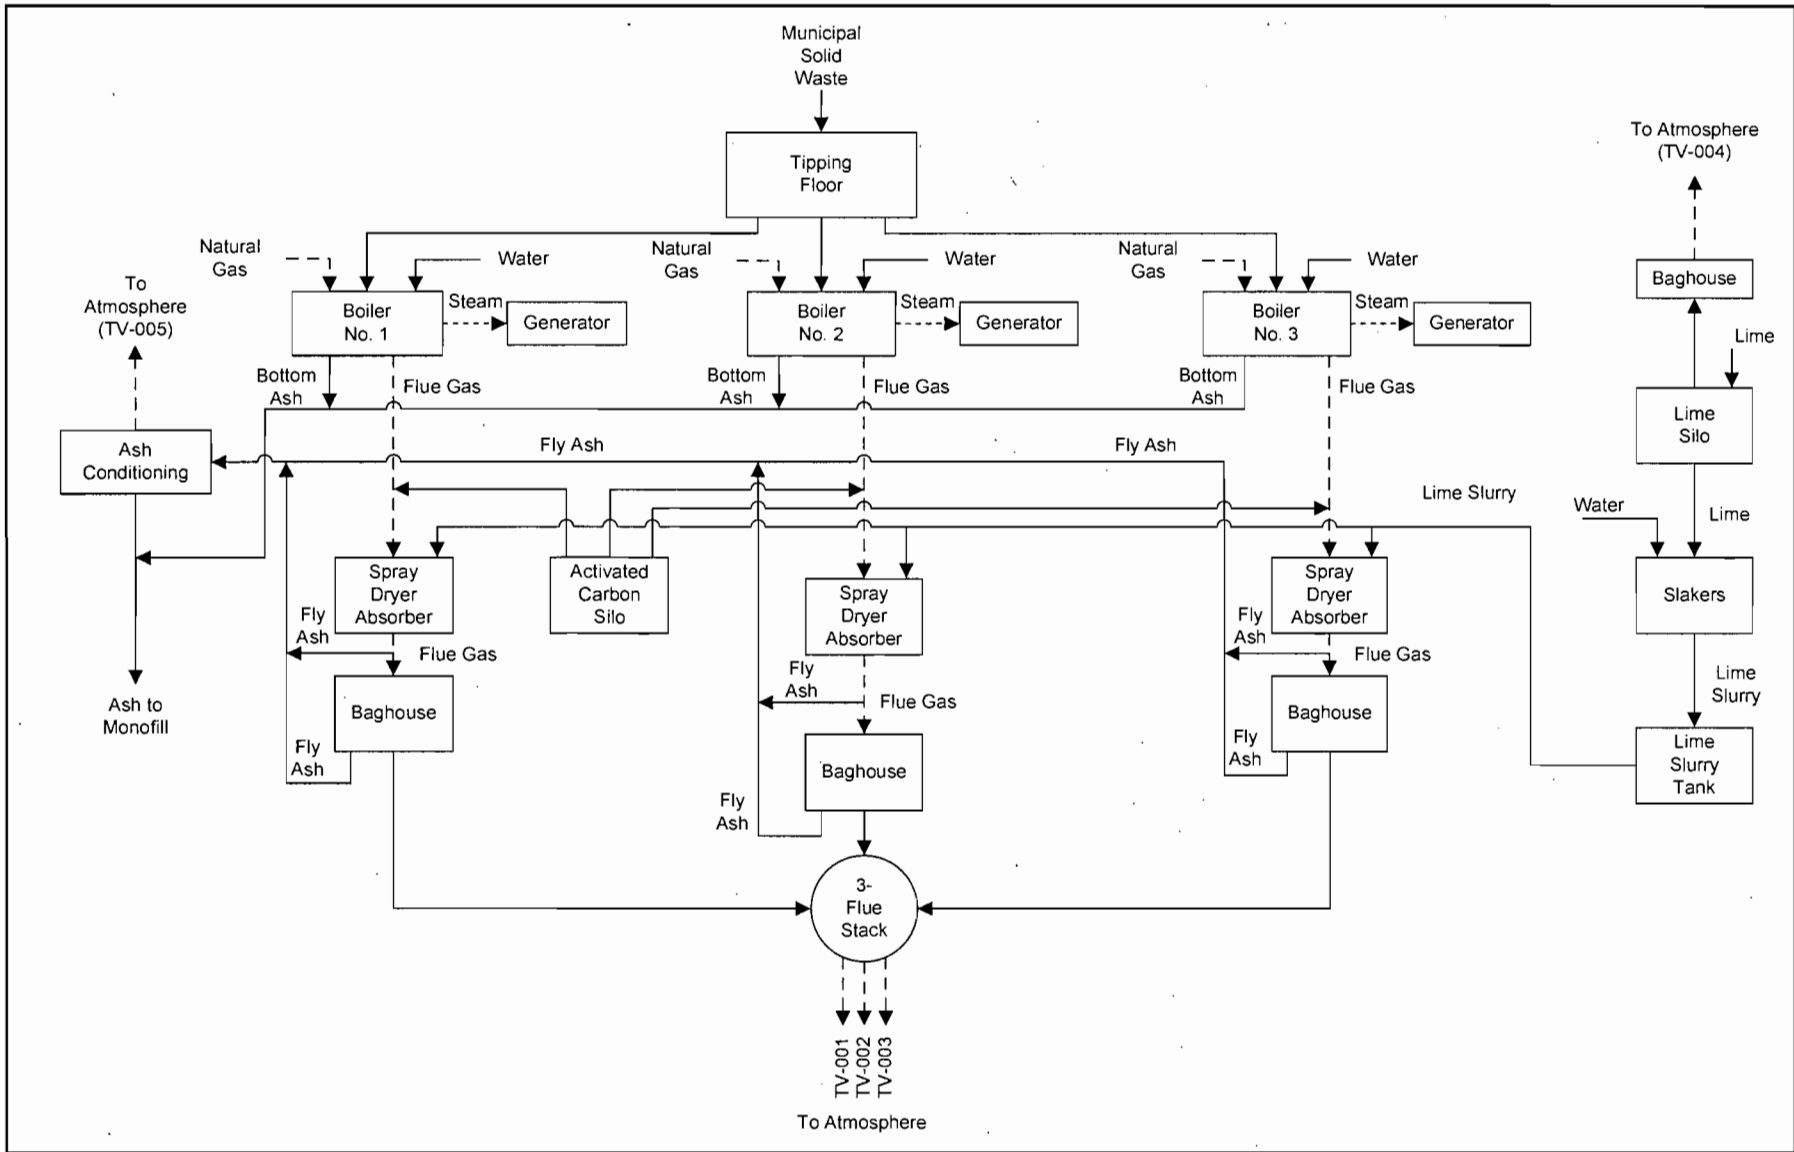 Municipal
Solid
Waste
Tipping
Floor
To Atmosphere
(TV-004)
Baghouse
Lime
Lime
Silo
Water
Lime
Slakers
Lime
Slurry
Lime
Slurry
Tank
Lime Slurry
Natural
Gas
Water
Boiler
No. 1
Steam
Generator
Bottom
Ash
Flue Gas
Natural
Gas
Water
Boiler
No. 2
Steam
Generator
Bottom
Ash
Flue Gas
Natural
Gas
Water
Boiler
No. 3
Steam
Generator
Bottom
Ash
Flue Gas
To
Atmosphere
(TV-005)
Ash
Conditioning
Fly Ash
Fly Ash
Ash to
Monofill
Spray
Dryer
Absorber
Fly
Ash
Flue Gas
Baghouse
Fly
Ash
Activated
Carbon
Silo
Spray
Dryer
Absorber
Fly
Ash
Flue Gas
Baghouse
Fly
Ash
Spray
Dryer
Absorber
Fly
Ash
Flue Gas
Baghouse
Fly
Ash
3-
Flue
Stack
TV-001
TV-002
TV-003
To Atmosphere